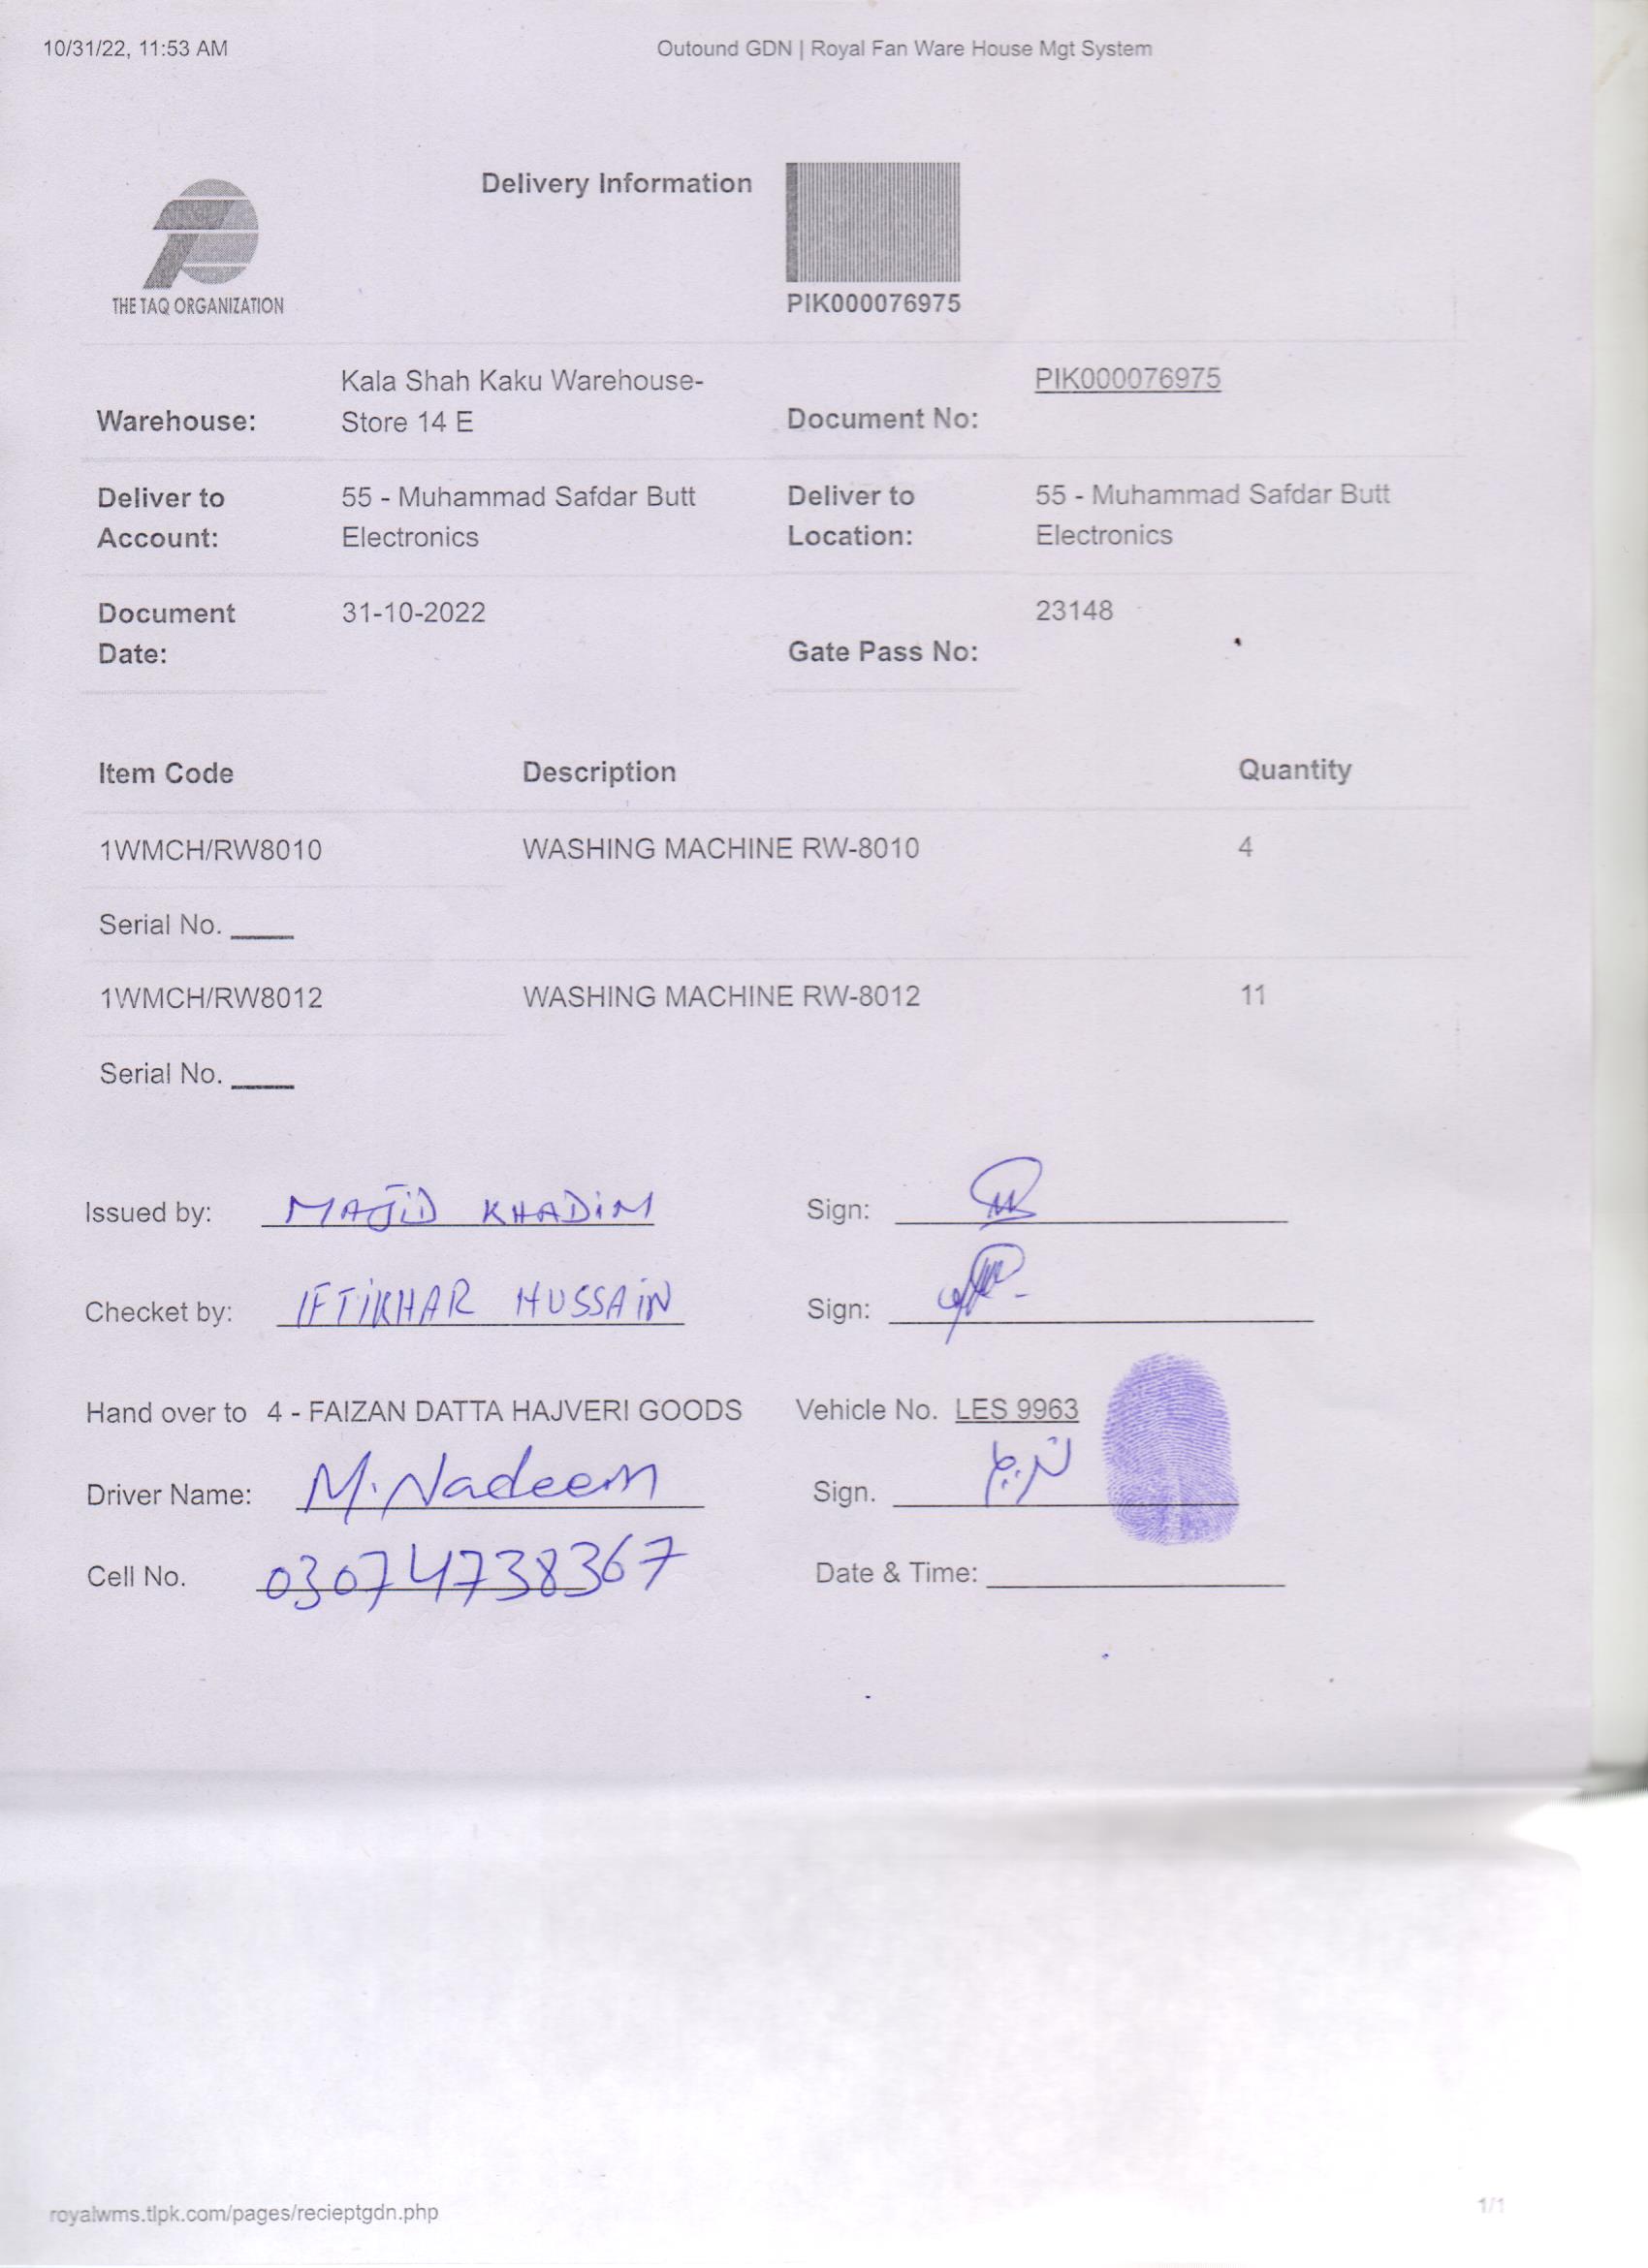 10/31/22, 11:53 AM
Outound GDN | Royal Fan Ware House Mgt System
Delivery Information
THE TAQ ORGANIZATION
PIK000076975
Warehouse: Kala Shah Kaku Warehouse-
Store 14 E
Document No: PIK000076975
Deliver to
Account: 55 - Muhammad Safdar Butt
Electronics
Deliver to
Location: 55 - Muhammad Safdar Butt
Electronics
Document
Date: 31-10-2022
Gate Pass No: 23148
Item Code Description Quantity
1WMCH/RW8010 WASHING MACHINE RW-8010 4
Serial No. ____
1WMCH/RW8012 WASHING MACHINE RW-8012 11
Serial No. ____
Issued by: MAJID KHADIM Sign:
Checket by: IFTIKHAR HUSSAIN Sign:
Hand over to 4 - FAIZAN DATTA HAJVERI GOODS Vehicle No. LES 9963
Driver Name: M. Nadeem Sign.
Cell No. 03074738367 Date & Time:
royalwms.tlpk.com/pages/recieptgdn.php
1/1